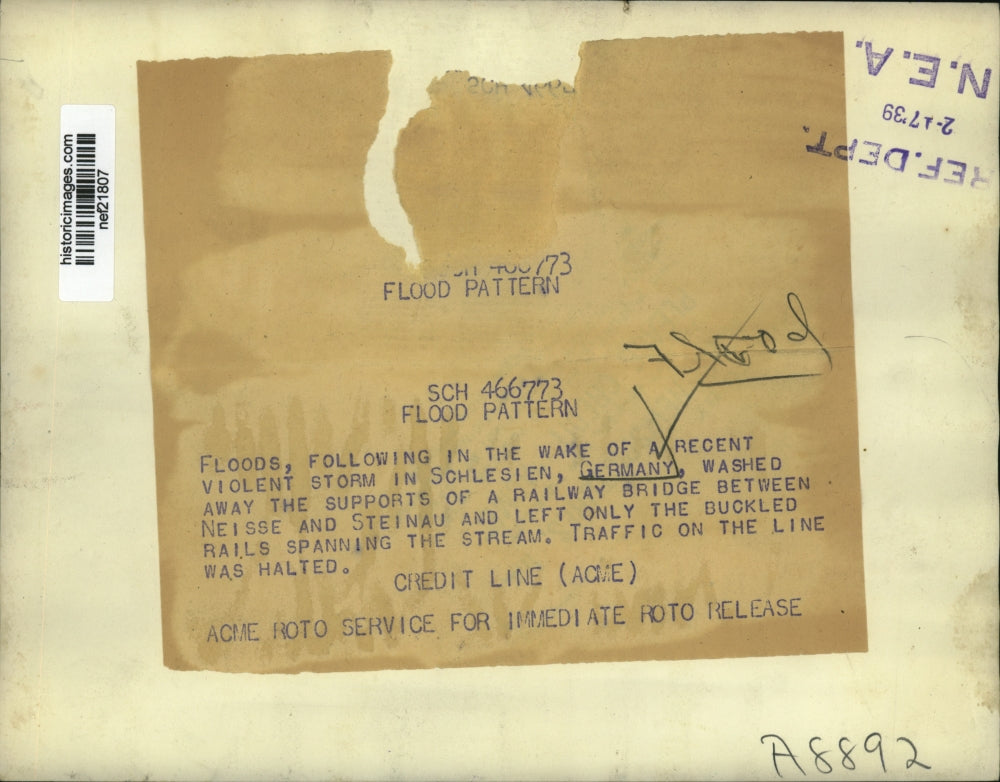 N.E.A.
2-17'39
REF.DEPT.
historicimages.com
nef21807
SCH 466773
FLOOD PATTERN
Flood
SCH 466773
FLOOD PATTERN
FLOODS, FOLLOWING IN THE WAKE OF A RECENT
VIOLENT STORM IN SCHLESIEN, GERMANY, WASHED
AWAY THE SUPPORTS OF A RAILWAY BRIDGE BETWEEN
NEISSE AND STEINAU AND LEFT ONLY THE BUCKLED
RAILS SPANNING THE STREAM. TRAFFIC ON THE LINE
WAS HALTED.
CREDIT LINE (ACME)
ACME ROTO SERVICE FOR IMMEDIATE ROTO RELEASE
A8892